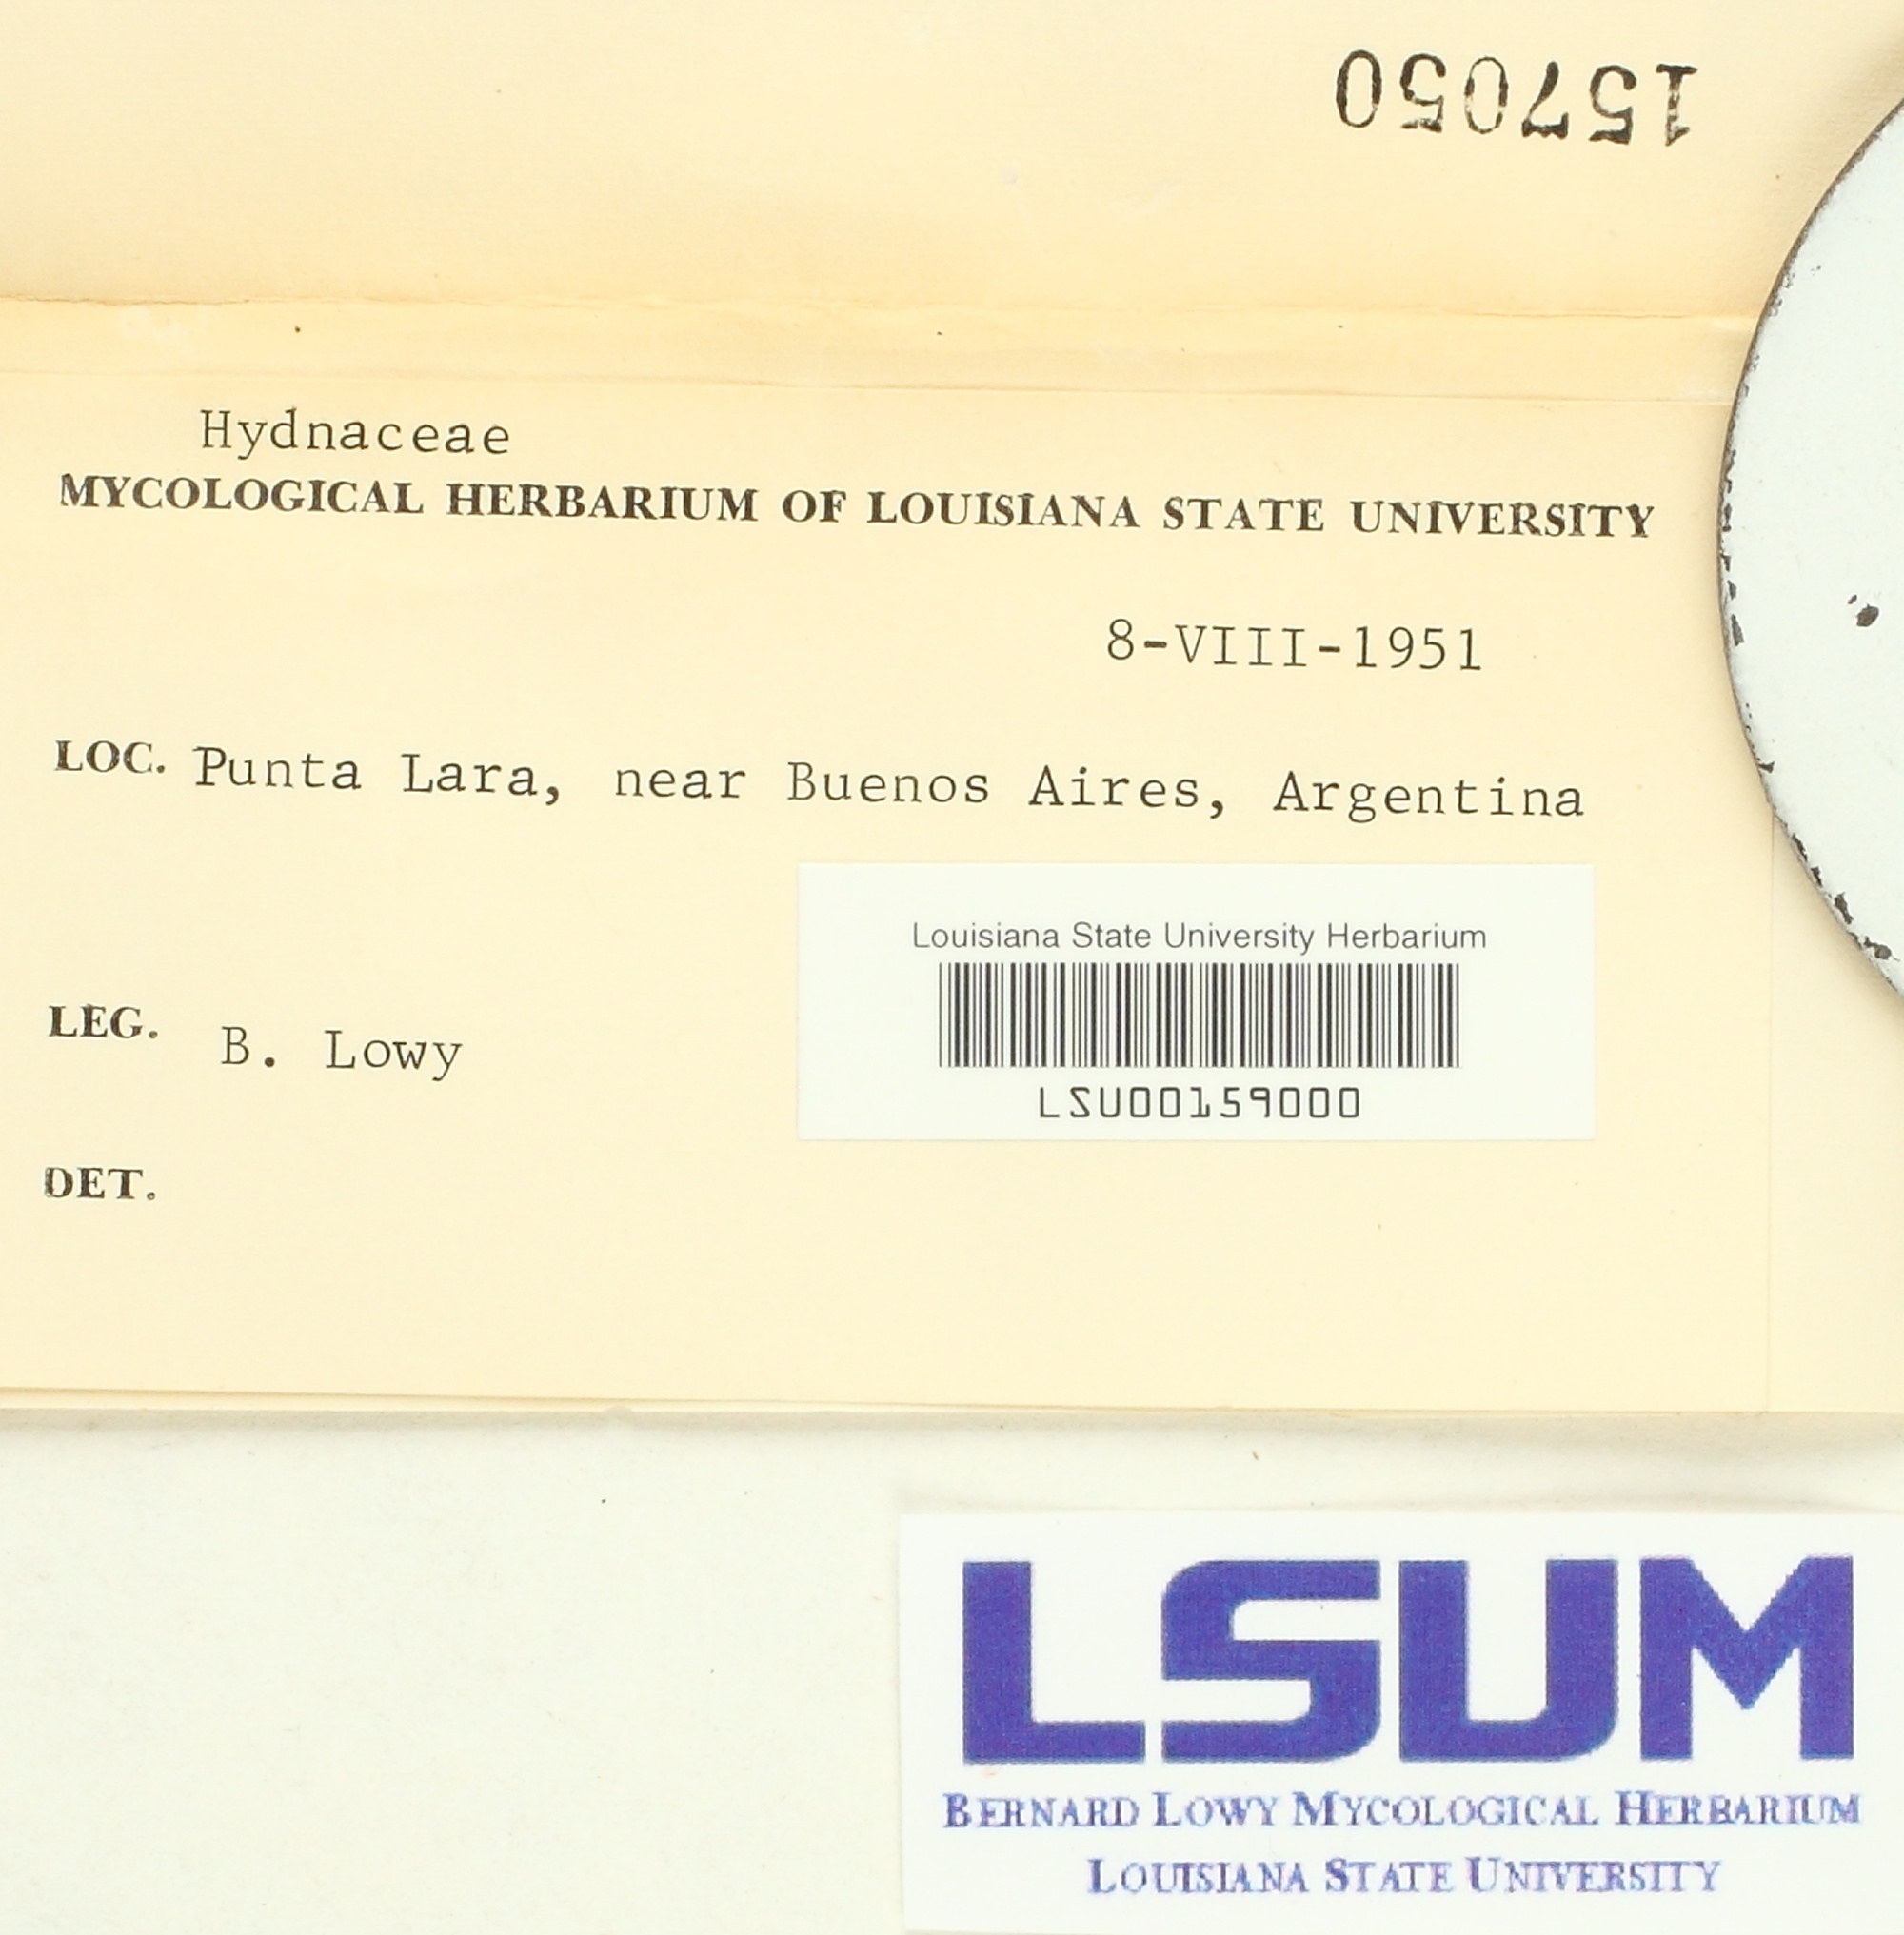 157050
Hydnaceae
MYCOLOGICAL HERBARIUM OF LOUISIANA STATE UNIVERSITY
8-VIII-1951
LOC. Punta Lara, near Buenos Aires, Argentina
Louisiana State University Herbarium
LSU00159000
LEG. B. Lowy
DET.
LSUM
BERNARD LOWY MYCOLOGICAL HERBARIUM
LOUISIANA STATE UNIVERSITY